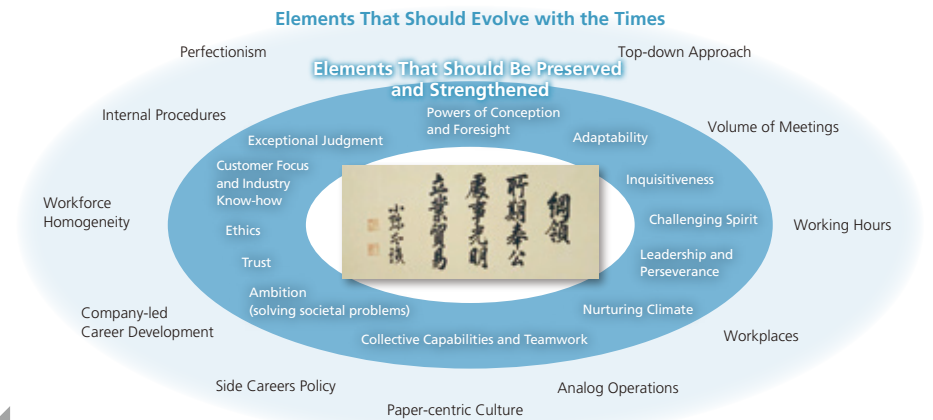 Elements That Should Evolve with the Times
Perfectionism
Top-down Approach
Internal Procedures
Volume of Meetings
Workforce
Homogeneity
Working Hours
Company-led
Career Development
Workplaces
Side Careers Policy
Analog Operations
Paper-centric Culture
Elements That Should Be Preserved
and Strengthened
Powers of Conception
and Foresight
Exceptional Judgment
Adaptability
Customer Focus
and Industry
Know-how
Inquisitiveness
Ethics
Challenging Spirit
Trust
Leadership and
Perseverance
Ambition
(solving societal problems)
Nurturing Climate
Collective Capabilities and Teamwork
綱領
所期奉公
處事光明
立業貿易